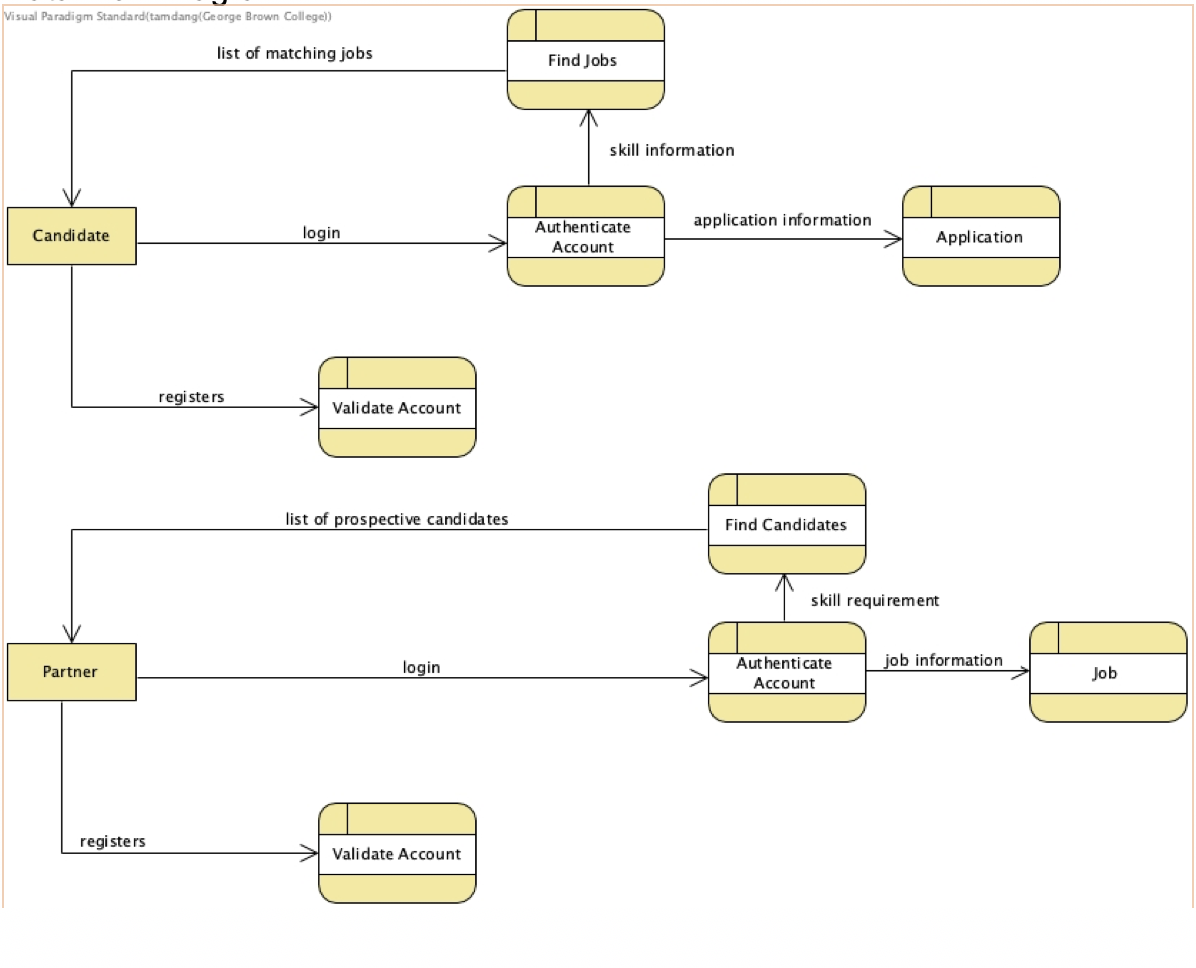 Visual Paradigm Standard(tamdang(George Brown College))
list of matching jobs
Find Jobs
skill information
Candidate
login
Authenticate
Account
application information
Application
registers
Validate Account
list of prospective candidates
Find Candidates
skill requirement
Partner
login
Authenticate
Account
job information
Job
registers
Validate Account